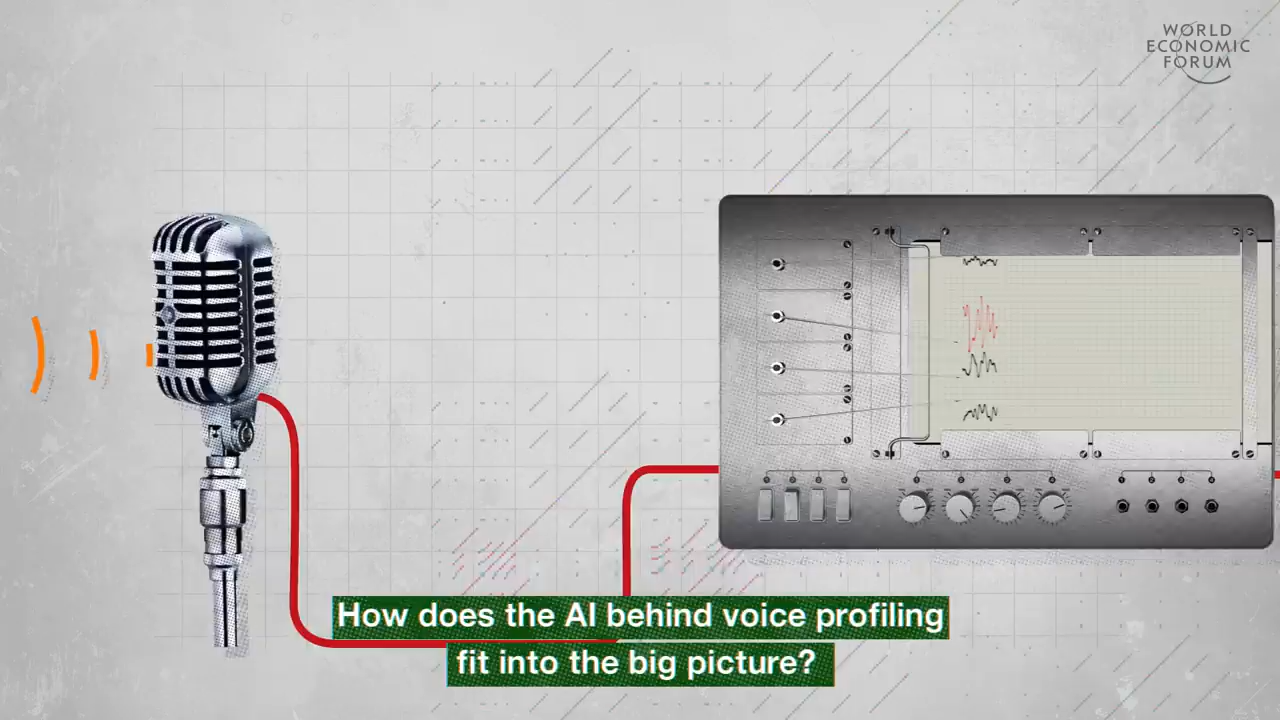 WORLD
ECONOMIC
FORUM
How does the AI behind voice profiling
fit into the big picture?